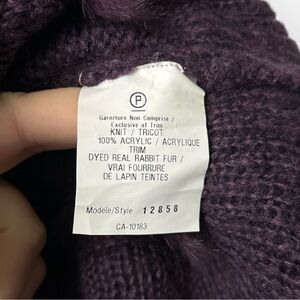 P
Garniture Non Comprise /
Exclusive of Trim
KNIT / TRICOT
100% ACRYLIC / ACRYLIQUE
TRIM
DYED REAL RABBIT FUR /
VRAI FOURRURE
DE LAPIN TEINTES
Modèle/Style 12858
CA-10183